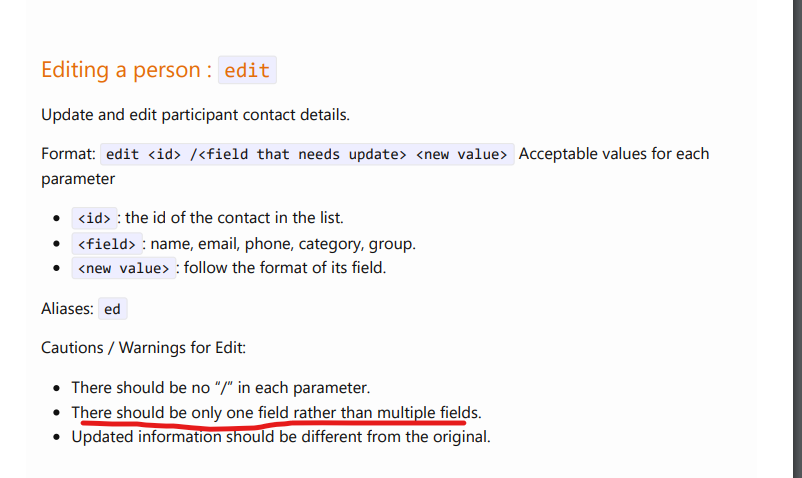 Editing a person : edit
Update and edit participant contact details.
Format: edit <id> /<field that needs update> <new value> Acceptable values for each
parameter
• <id> : the id of the contact in the list.
• <field> : name, email, phone, category, group.
• <new value> : follow the format of its field.
Aliases: ed
Cautions / Warnings for Edit:
• There should be no “/” in each parameter.
• There should be only one field rather than multiple fields.
• Updated information should be different from the original.